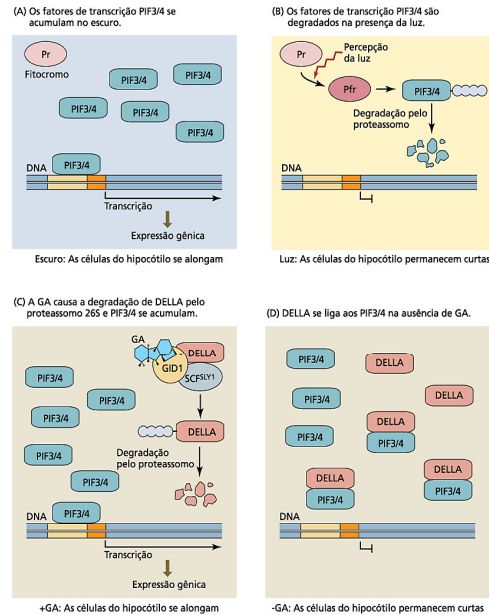 (A) Os fatores de transcrição PIF3/4 se
acumulam no escuro.
Pr
Fitocromo
PIF3/4
PIF3/4
PIF3/4
PIF3/4
PIF3/4
PIF3/4
DNA
Transcrição
Expressão gênica
Escuro: As células do hipocótilo se alongam
(B) Os fatores de transcrição PIF3/4 são
degradados na presença da luz.
Pr
Percepção
da luz
Pfr
PIF3/4
Degradação pelo
proteassomo
DNA
Luz: As células do hipocótilo permanecem curtas
(C) A GA causa a degradação de DELLA pelo
proteassomo 26S e PIF3/4 se acumulam.
GA
DELLA
GID1
SCFSLY1
PIF3/4
PIF3/4
PIF3/4
DELLA
PIF3/4
Degradação
pelo proteassomo
PIF3/4
PIF3/4
DNA
Transcrição
Expressão gênica
+GA: As células do hipocótilo se alongam
(D) DELLA se liga aos PIF3/4 na ausência de GA.
PIF3/4
DELLA
PIF3/4
DELLA
DELLA
PIF3/4
PIF3/4
DELLA
PIF3/4
DELLA
PIF3/4
DNA
-GA: As células do hipocótilo permanecem curtas